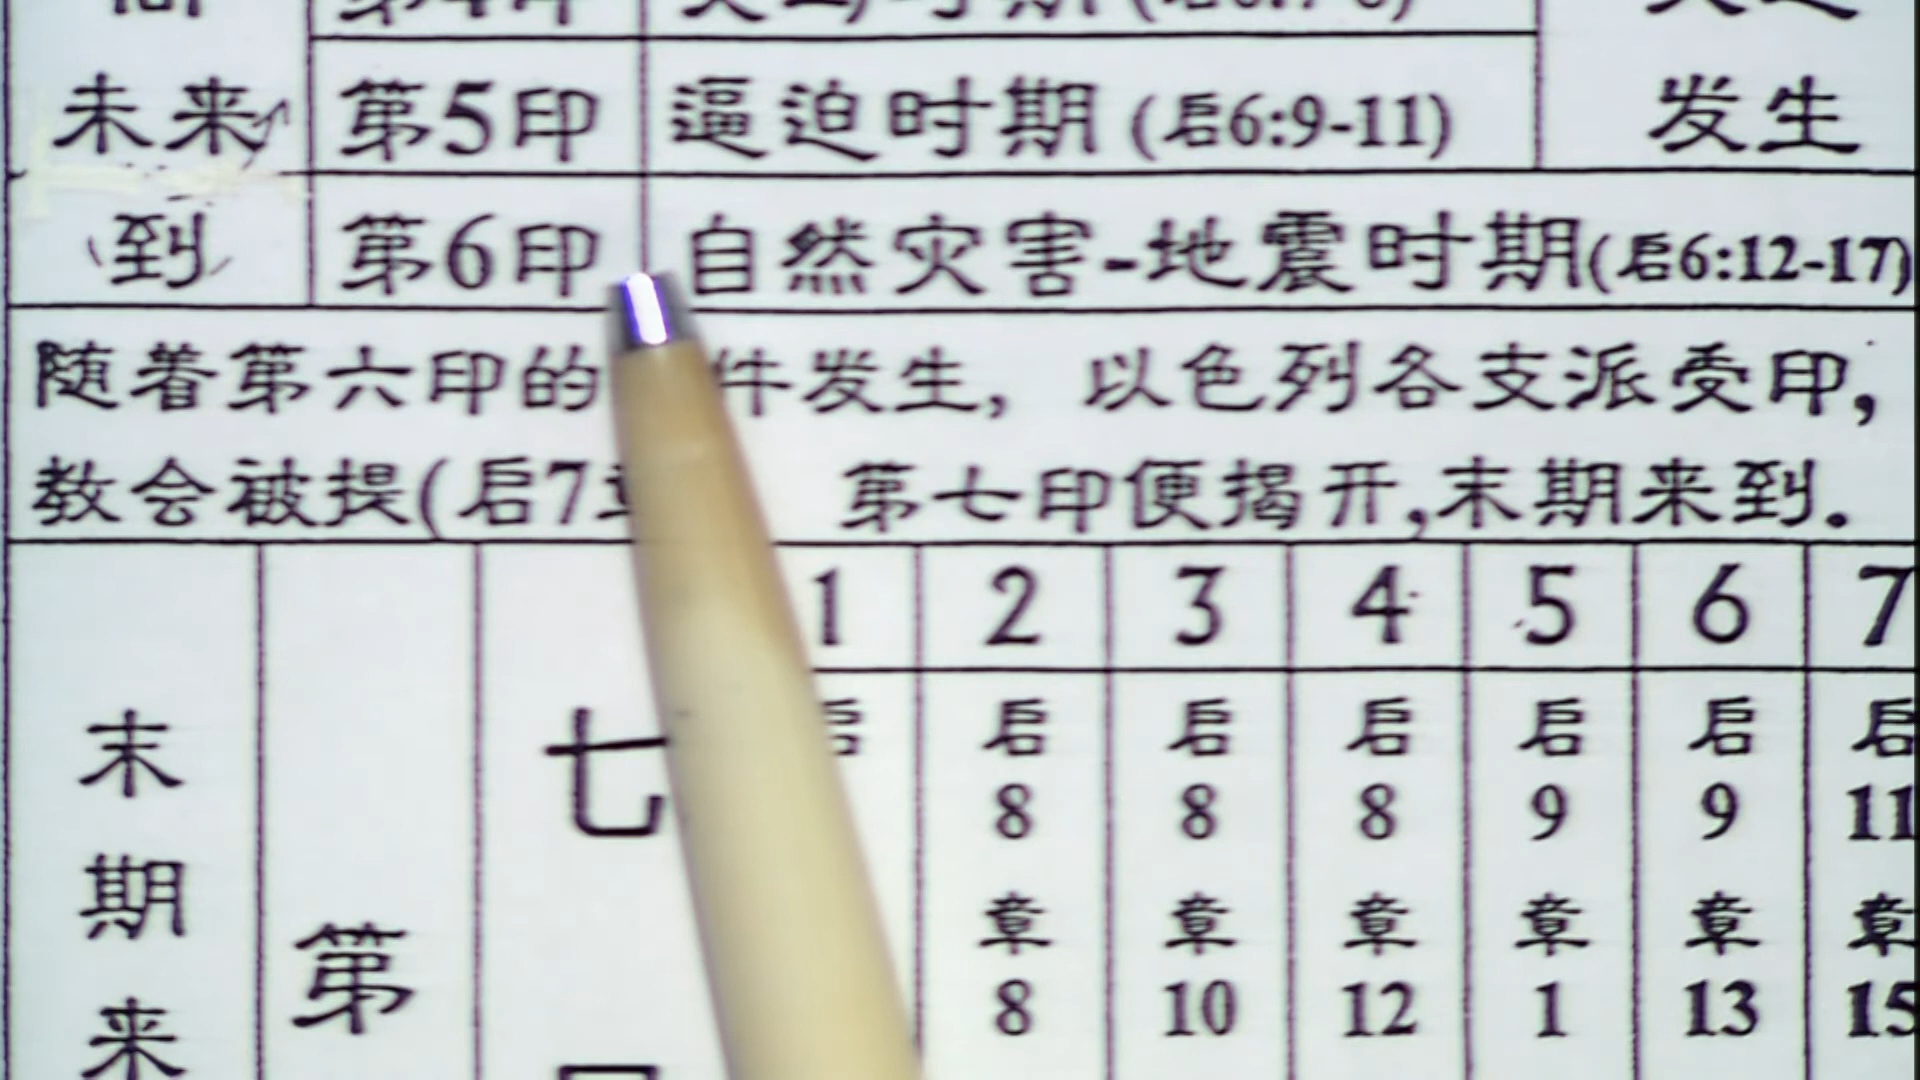 未来 第5印 逼迫时期 (启6:9-11) 发生
到 第6印 自然灾害-地震时期(启6:12-17)
随着第六印的 件发生, 以色列各支派受印,
教会被提(启7 第七印便揭开,末期来到.
1 2 3 4 5 6 7
末 七 启 启 启 启 启 启
8 8 8 9 9 11
期 第 章 章 章 章 章 章
来 8 10 12 1 13 15